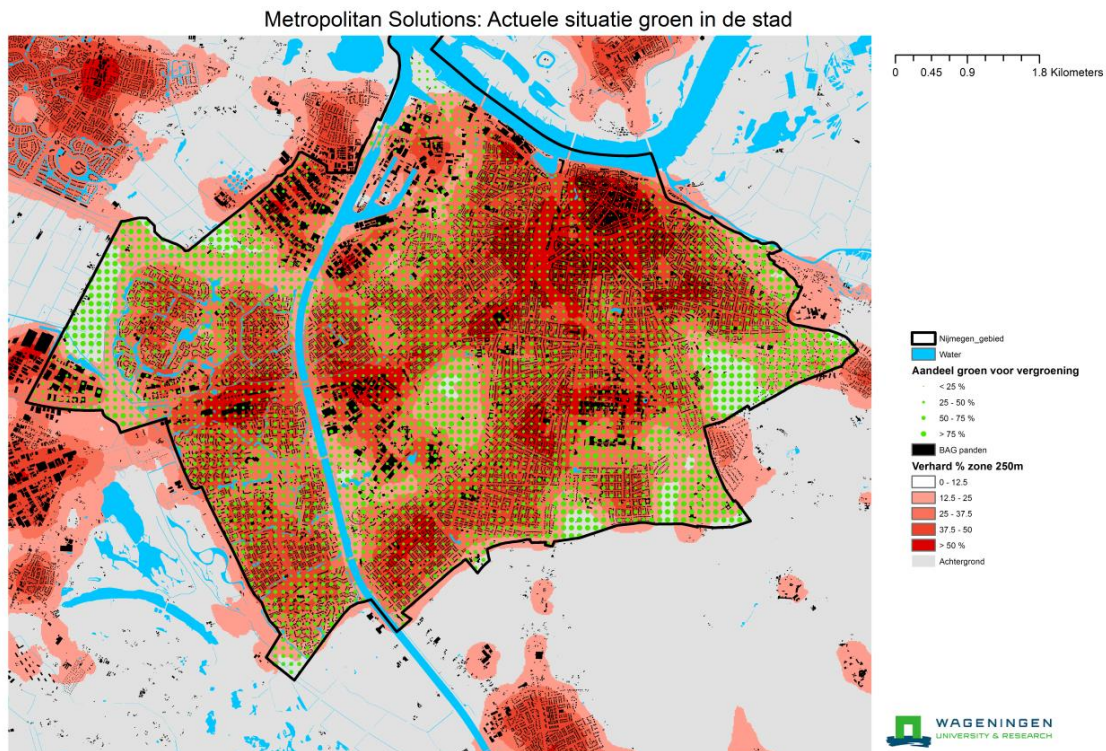 Metropolitan Solutions: Actuele situatie groen in de stad
0 0.45 0.9 1.8 Kilometers
Nijmegen_gebied
Water
Aandeel groen voor vergroening
< 25 %
25 - 50 %
50 - 75 %
> 75 %
BAG panden
Verhard % zone 250m
0 - 12.5
12.5 - 25
25 - 37.5
37.5 - 50
> 50 %
Achtergrond
WAGENINGEN
UNIVERSITY & RESEARCH